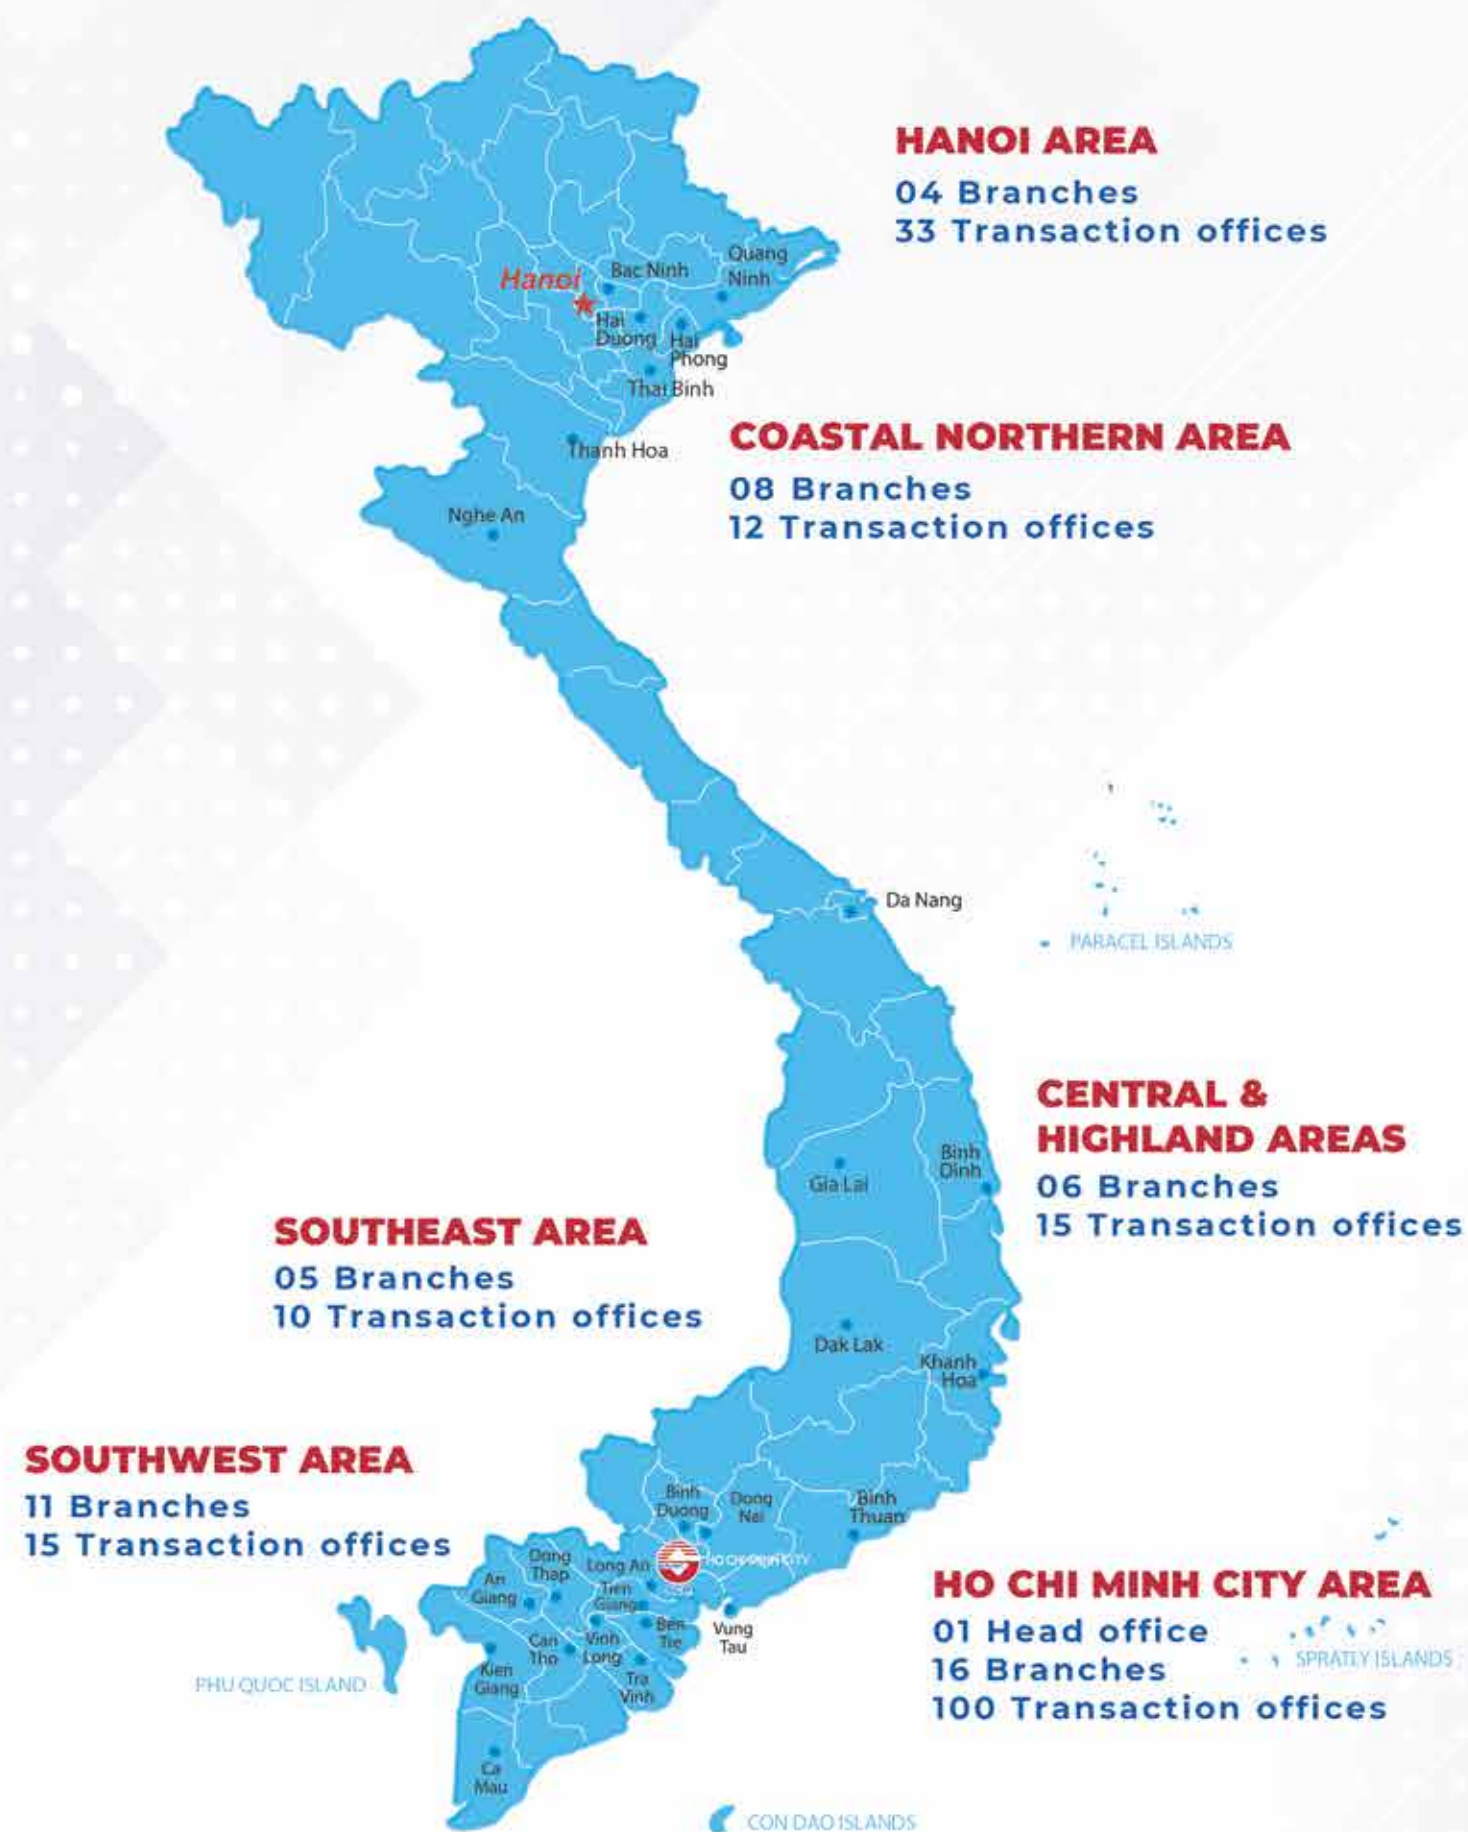 HANOI AREA
04 Branches
33 Transaction offices
Quang
Ninh
Bac Ninh
Hanoi
Hai
Duong
Hai
Phong
Thai Binh
Thanh Hoa
COASTAL NORTHERN AREA
08 Branches
12 Transaction offices
Nghe An
Da Nang
PARACEL ISLANDS
CENTRAL &
HIGHLAND AREAS
06 Branches
15 Transaction offices
Binh
Dinh
Gia Lai
SOUTHEAST AREA
05 Branches
10 Transaction offices
Dak Lak
Khanh
Hoa
SOUTHWEST AREA
11 Branches
15 Transaction offices
Binh
Duong
Dong
Nai
Binh
Thuan
HO CHI MINH CITY
Dong
Thap
Long An
An
Giang
Tien
Giang
HO CHI MINH CITY AREA
01 Head office
16 Branches
100 Transaction offices
SPRATLY ISLANDS
Ben
Tre
Vung
Tau
Can
Tho
Vinh
Long
Kien
Giang
Tra
Vinh
PHU QUOC ISLAND
Ca
Mau
CON DAO ISLANDS